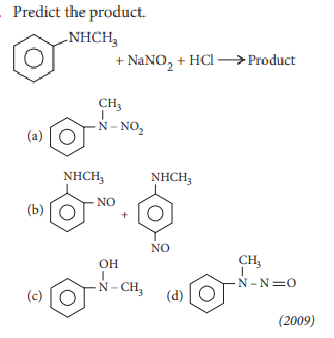 Predict the product.
NHCH₃
+ NaNO₂ + HCl → Product
CH₃
(a) N – NO₂
NHCH₃ NHCH₃
(b) NO +
NO
OH
(c) N – CH₃
CH₃
(d) N – N=O
(2009)